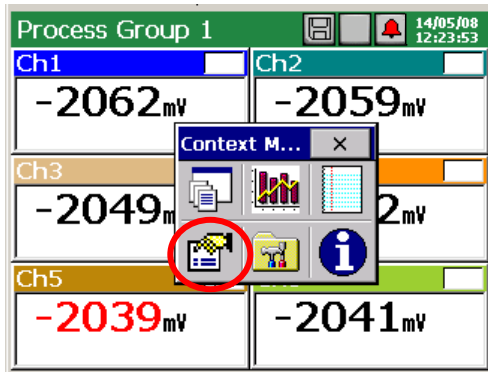 Process Group 1
14/05/08
12:23:53
Ch1
Ch2
-2062mV
-2059mV
Context M...
Ch3
-2049m
2mV
Ch5
-2039mV
-2041mV